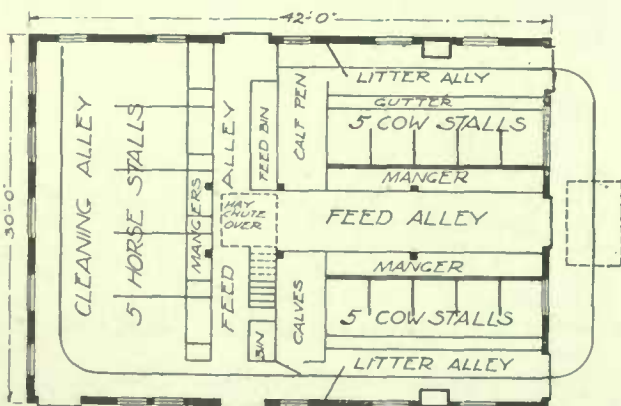 42'-0"
30'-0"
CLEANING ALLEY
5 HORSE STALLS
MANGERS
FEED ALLEY
FEED BIN
HAY
CHUTE
OVER
BIN
CALF PEN
CALVES
LITTER ALLY
GUTTER
5 COW STALLS
MANGER
FEED ALLEY
MANGER
5 COW STALLS
LITTER ALLEY